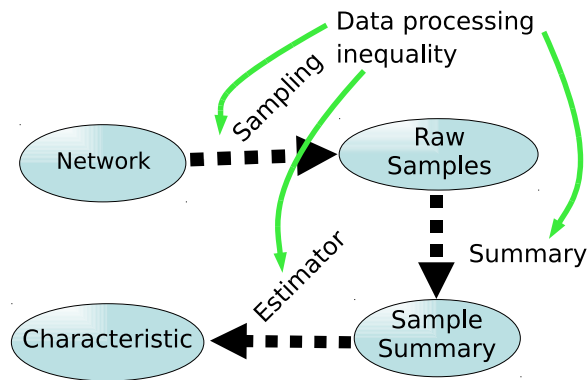 Data processing
inequality
Sampling
Network
Raw
Samples
Summary
Estimator
Characteristic
Sample
Summary